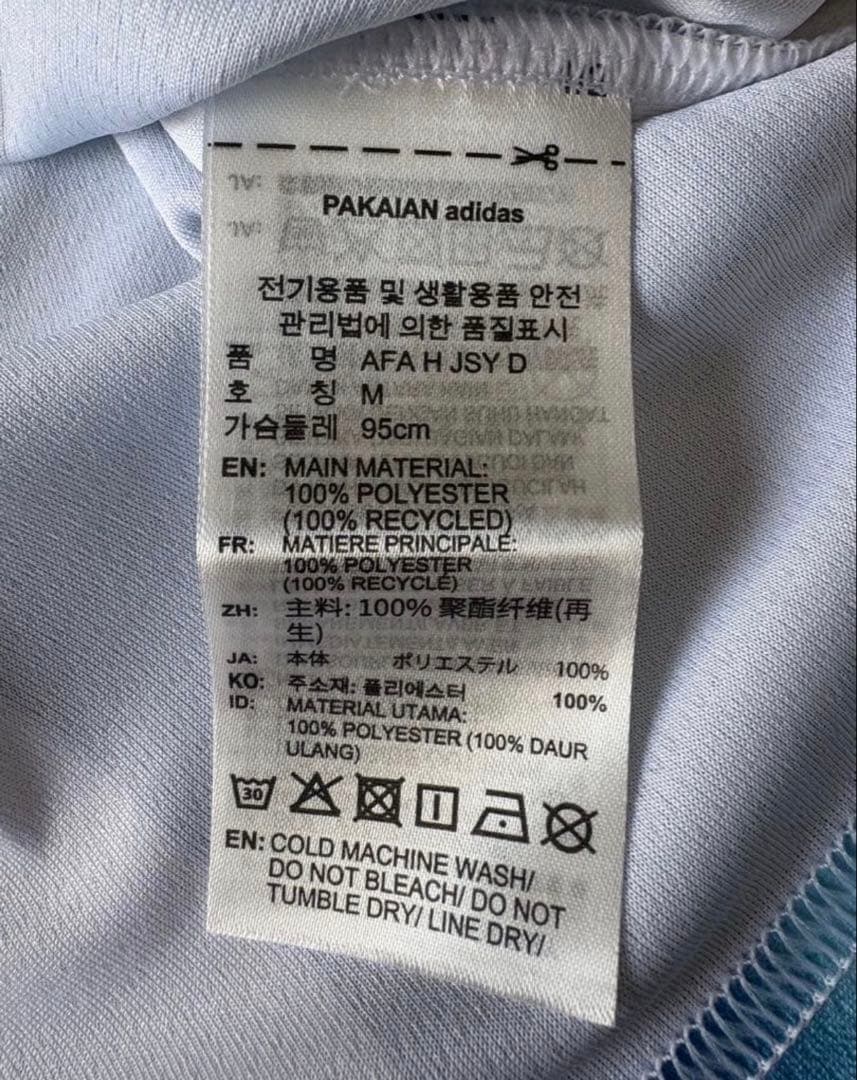 PAKAIAN adidas
전기용품 및 생활용품 안전
관리법에 의한 품질표시
품 명 AFA H JSY D
호 칭 M
가슴둘레 95cm
EN: MAIN MATERIAL:
100% POLYESTER
(100% RECYCLED)
FR: MATIERE PRINCIPALE:
100% POLYESTER
(100% RECYCLÉ)
ZH: 主料: 100% 聚酯纤维(再
生)
JA: 本体 ポリエステル 100%
KO: 주소재: 폴리에스터 100%
ID: MATERIAL UTAMA:
100% POLYESTER (100% DAUR
ULANG)
30
EN: COLD MACHINE WASH/
DO NOT BLEACH/ DO NOT
TUMBLE DRY/ LINE DRY/